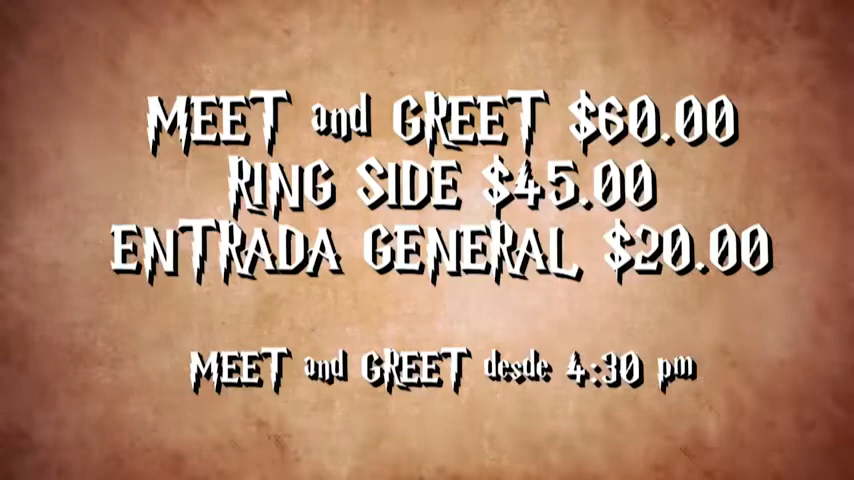 MEET and GREET $60.00
RING SIDE $45.00
ENTRADA GENERAL $20.00
MEET and GREET desde 4:30 pm